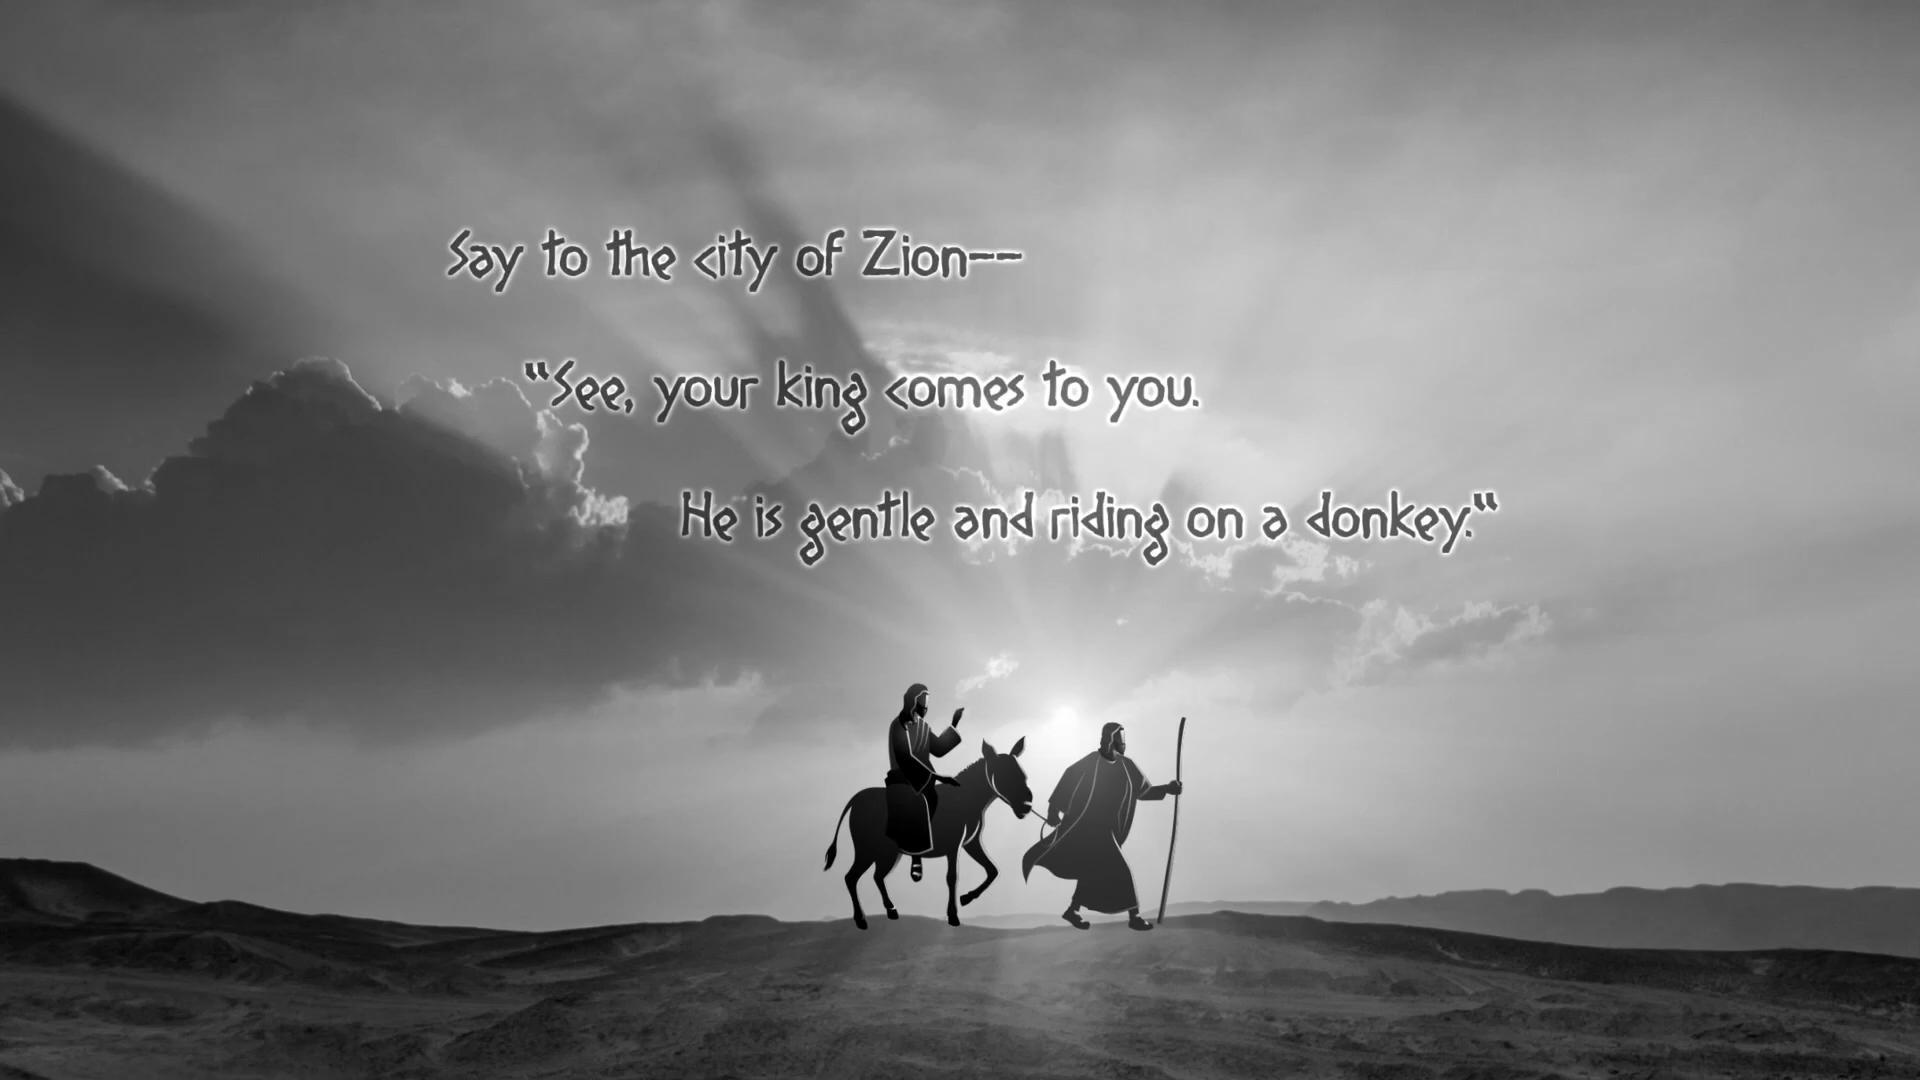 Say to the city of Zion--
"See, your king comes to you.
He is gentle and riding on a donkey."